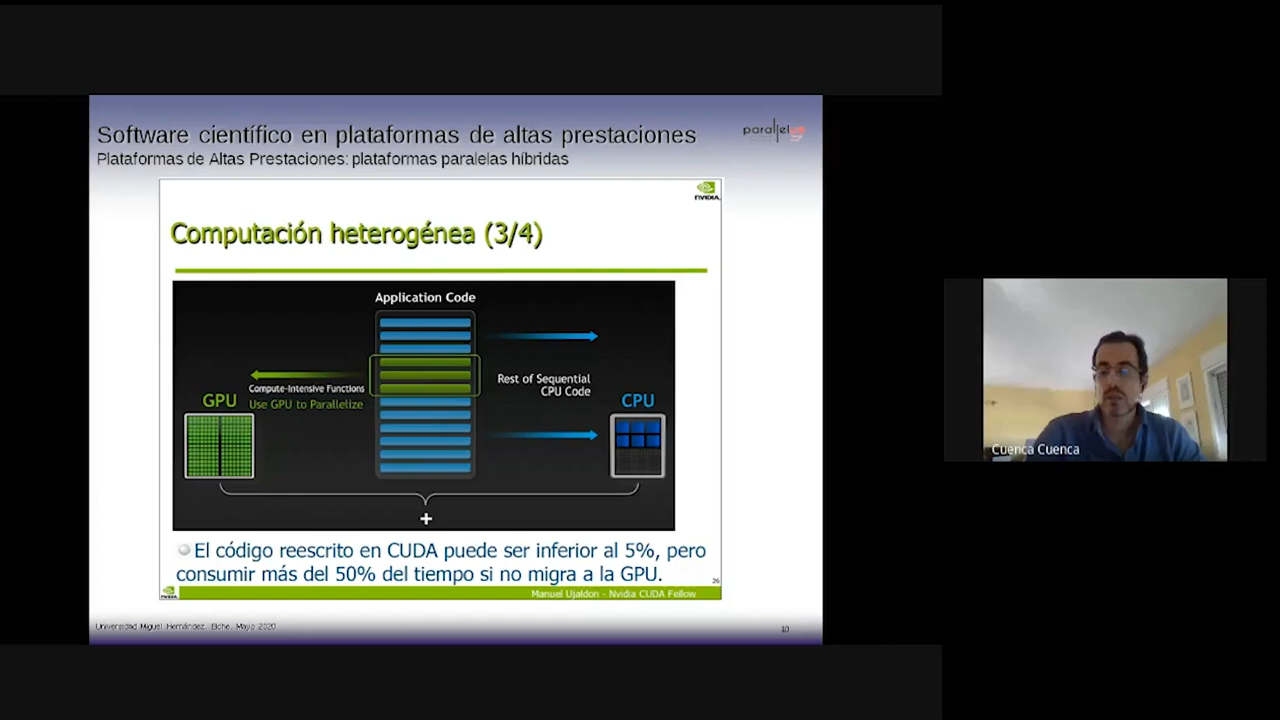 Software científico en plataformas de altas prestaciones
Plataformas de Altas Prestaciones: plataformas paralelas híbridas
NVIDIA
Computación heterogénea (3/4)
Application Code
Compute-Intensive Functions
Use GPU to Parallelize
GPU
Rest of Sequential
CPU Code
CPU
+
El código reescrito en CUDA puede ser inferior al 5%, pero
consumir más del 50% del tiempo si no migra a la GPU.
26
NVIDIA
Manuel Ujaldon - Nvidia CUDA Fellow
Universidad Miguel Hernández. Elche. Mayo 2020
10
Cuenca Cuenca